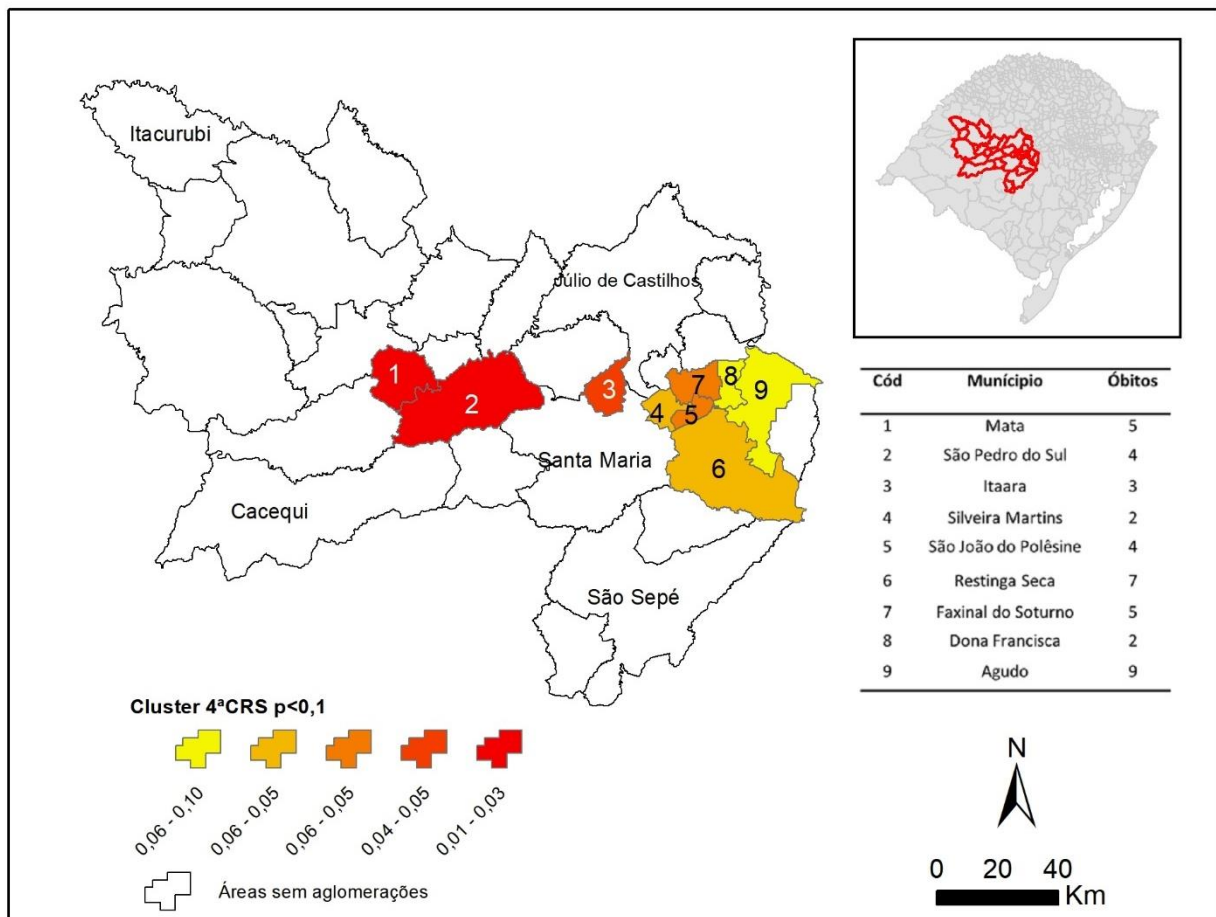 Itacurubi
Júlio de Castilhos
1
2
3
4
5
6
7
8
9
Santa Maria
Cacequi
São Sepé
Cód Munícipio Óbitos
1 Mata 5
2 São Pedro do Sul 4
3 Itaara 3
4 Silveira Martins 2
5 São João do Polêsine 4
6 Restinga Seca 7
7 Faxinal do Soturno 5
8 Dona Francisca 2
9 Agudo 9
Cluster 4ªCRS p<0,1
0,06 - 0,10
0,06 - 0,05
0,06 - 0,05
0,04 - 0,05
0,01 - 0,03
Áreas sem aglomerações
N
0 20 40
Km